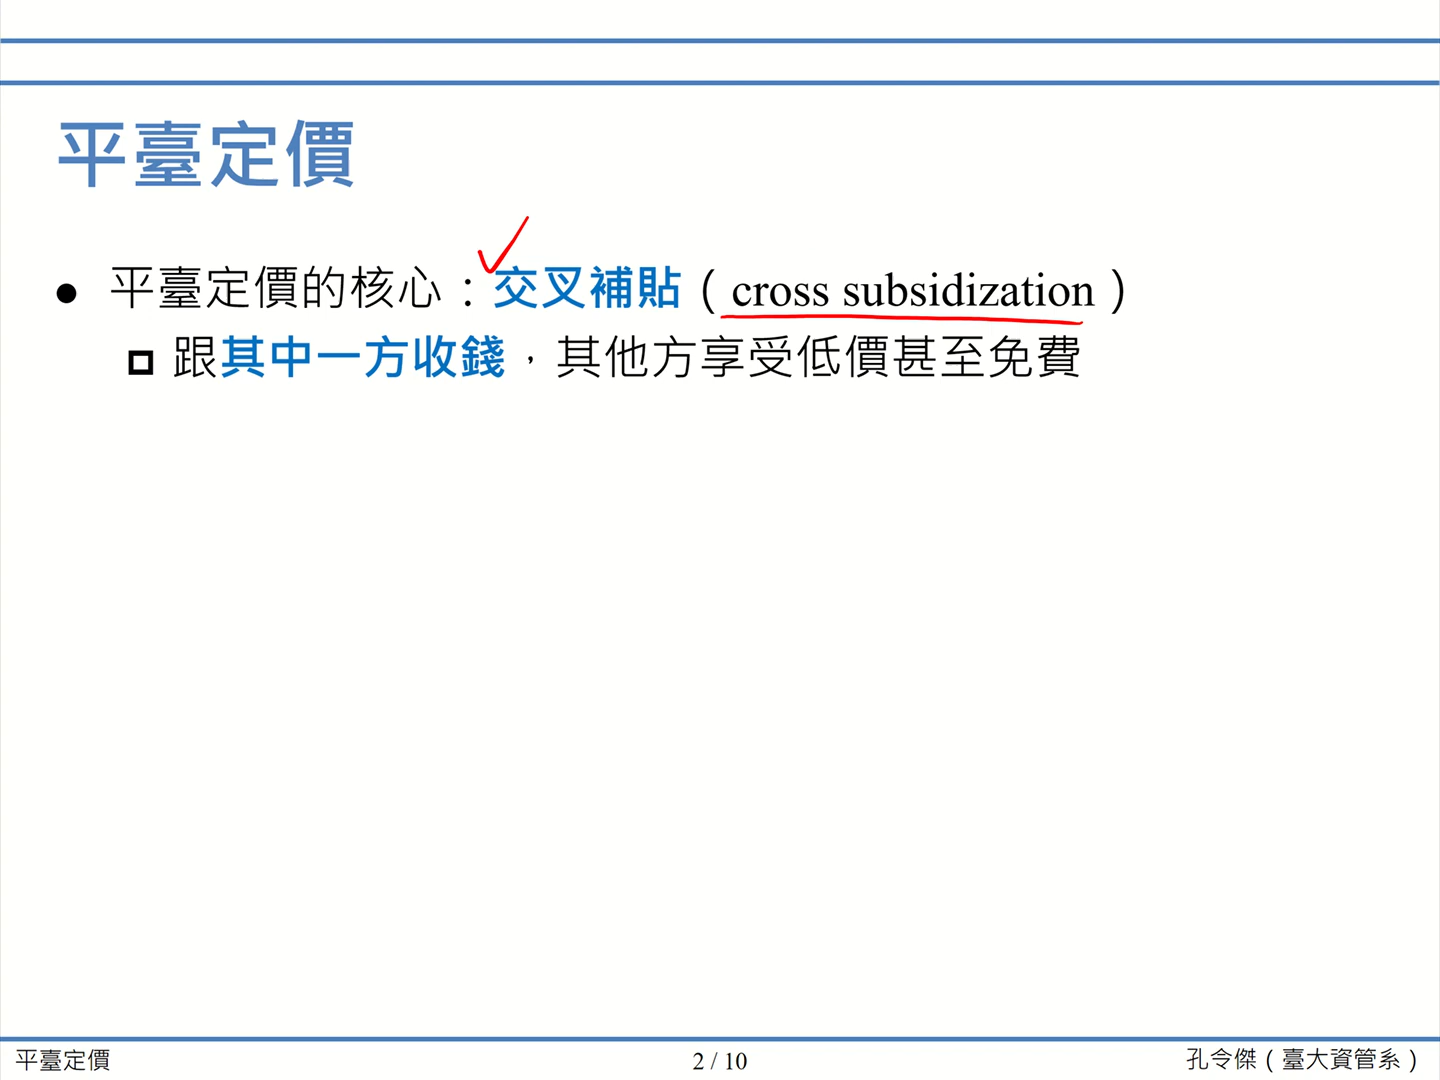 平臺定價
平臺定價的核心：交叉補貼（cross subsidization）
跟其中一方收錢，其他方享受低價甚至免費
平臺定價
2 / 10
孔令傑（臺大資管系）